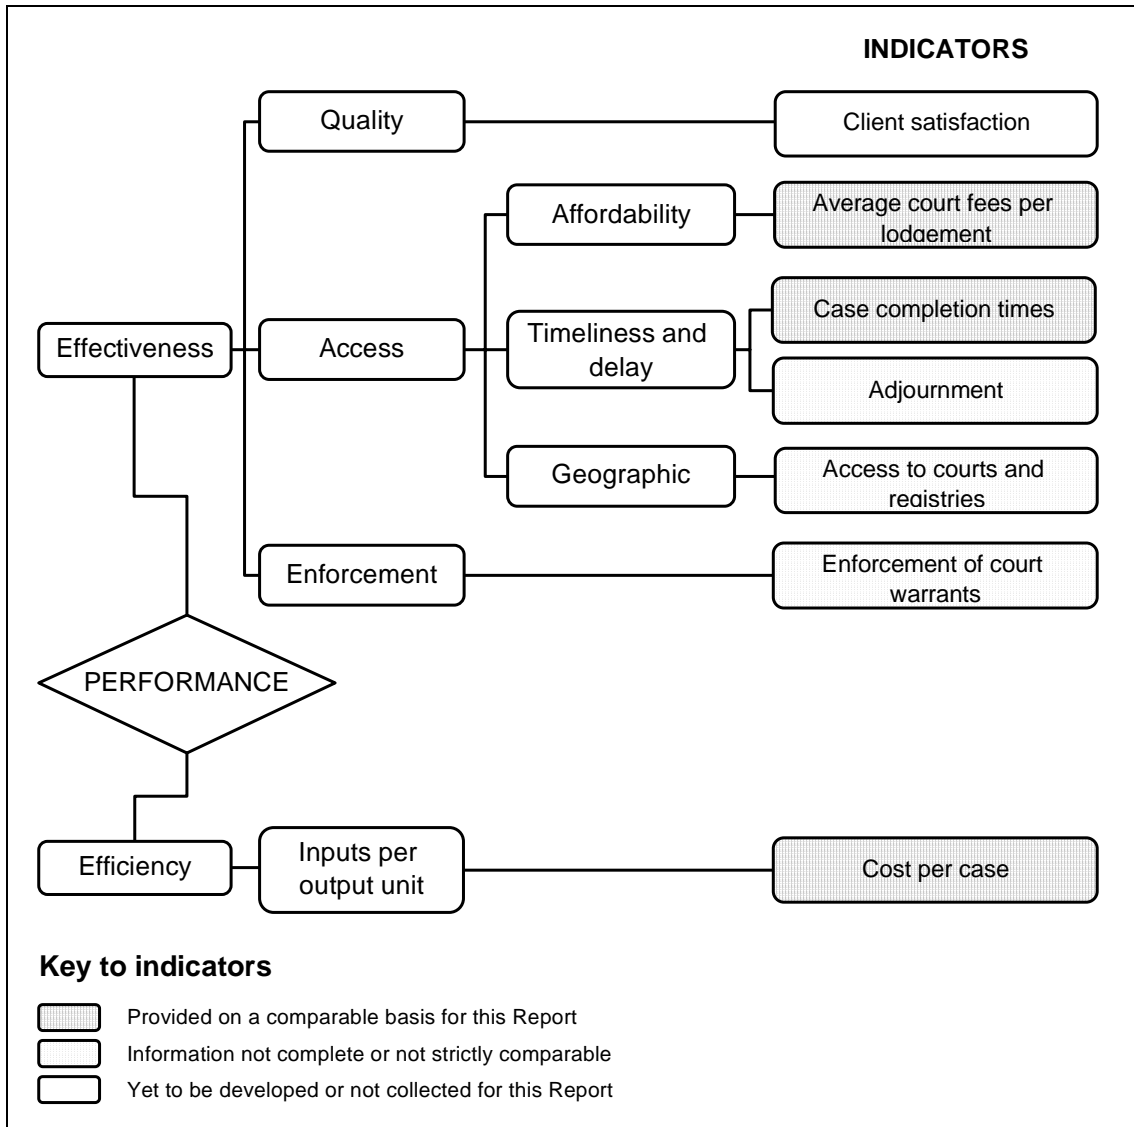 INDICATORS
Quality
Client satisfaction
Affordability
Average court fees per
lodgement
Effectiveness
Access
Timiliness and
delay
Case completion times
Adjournment
Geographic
Access to courts and
registries
Enforcement
Enforcement of court
warrants
PERFORMANCE
Efficiency
Inputs per
output unit
Cost per case
Key to indicators
Provided on a comparable basis for this Report
Information not complete or not strictly comparable
Yet to be developed or not collected for this Report